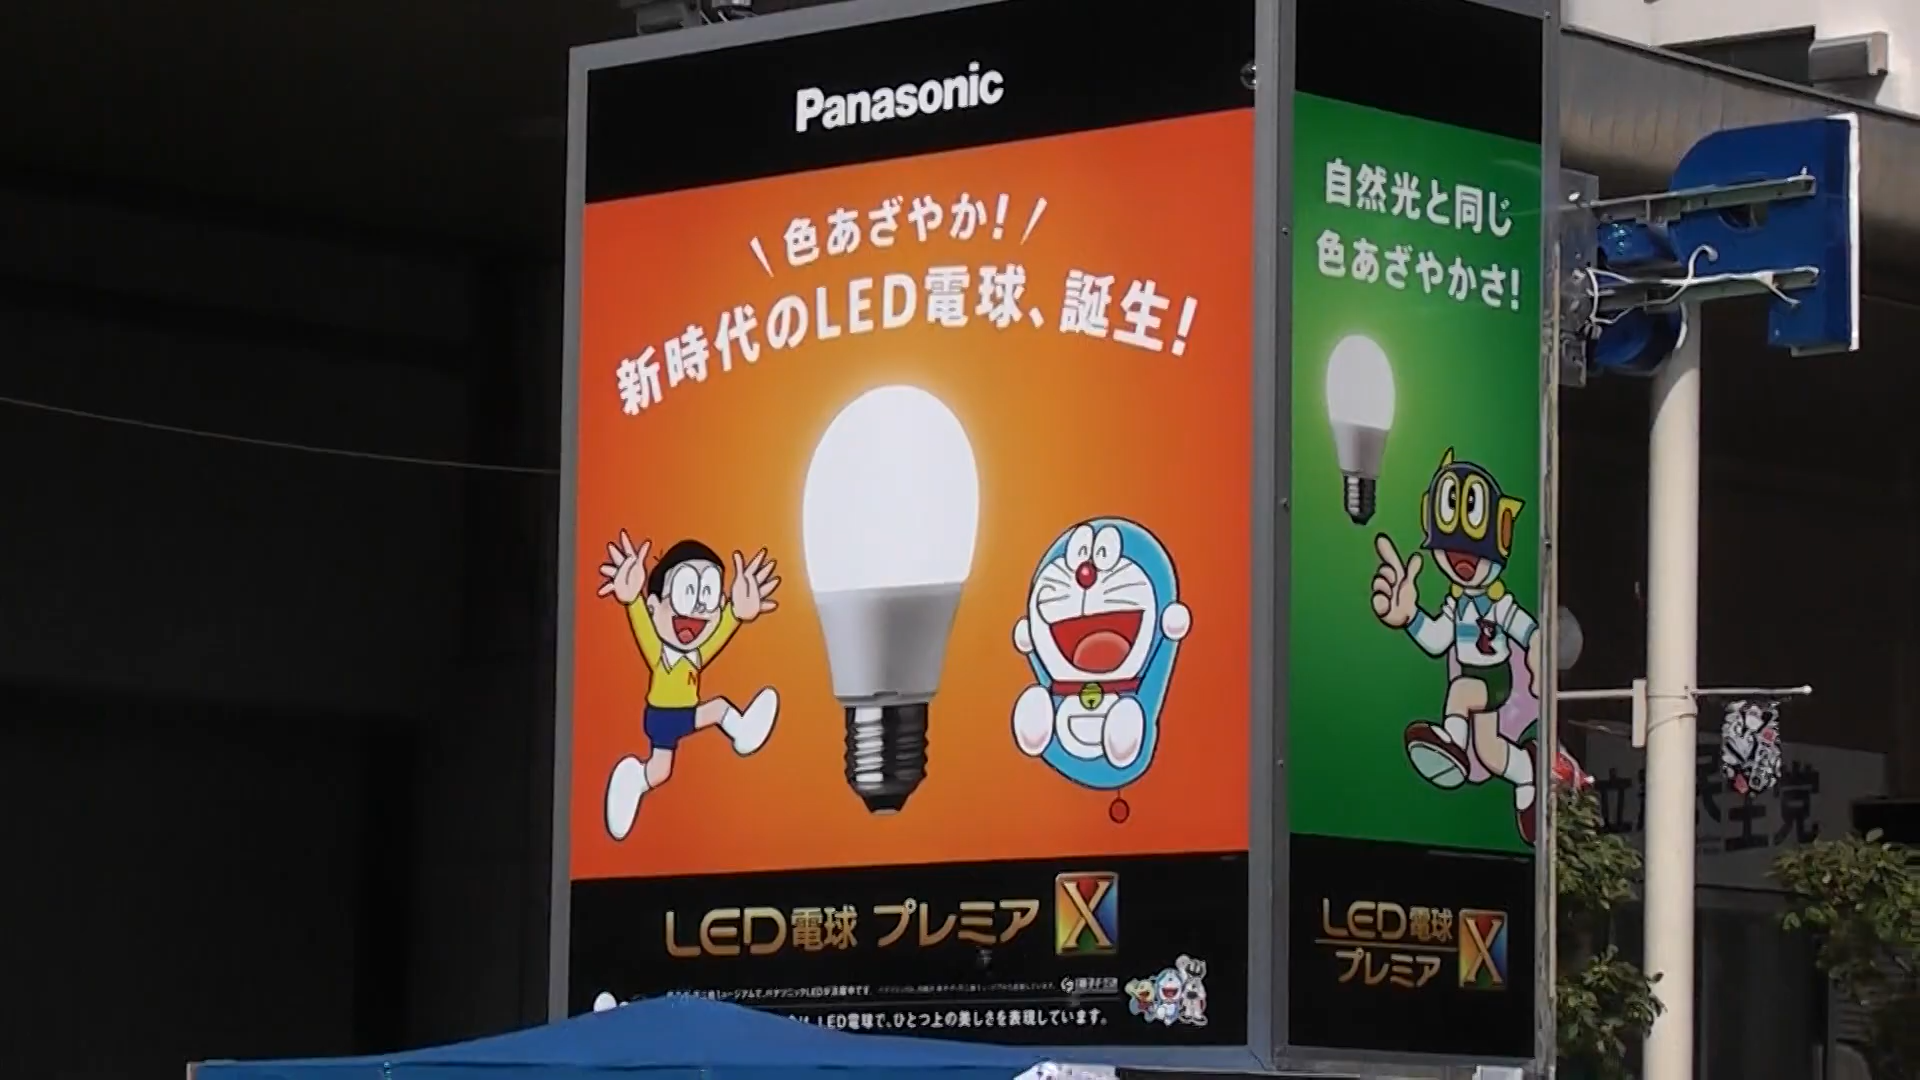 Panasonic
色あざやか!
新時代のLED電球、誕生!
N
LED電球 プレミア X
LED電球で、ひとつ上の美しさを表現しています。
自然光と同じ
色あざやかさ!
LED電球
プレミア X